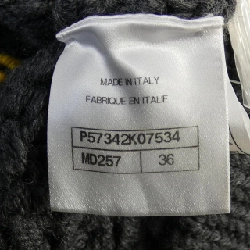 MADE IN ITALY
FABRIQUE EN ITALIE
P57342K07534
MD257 36